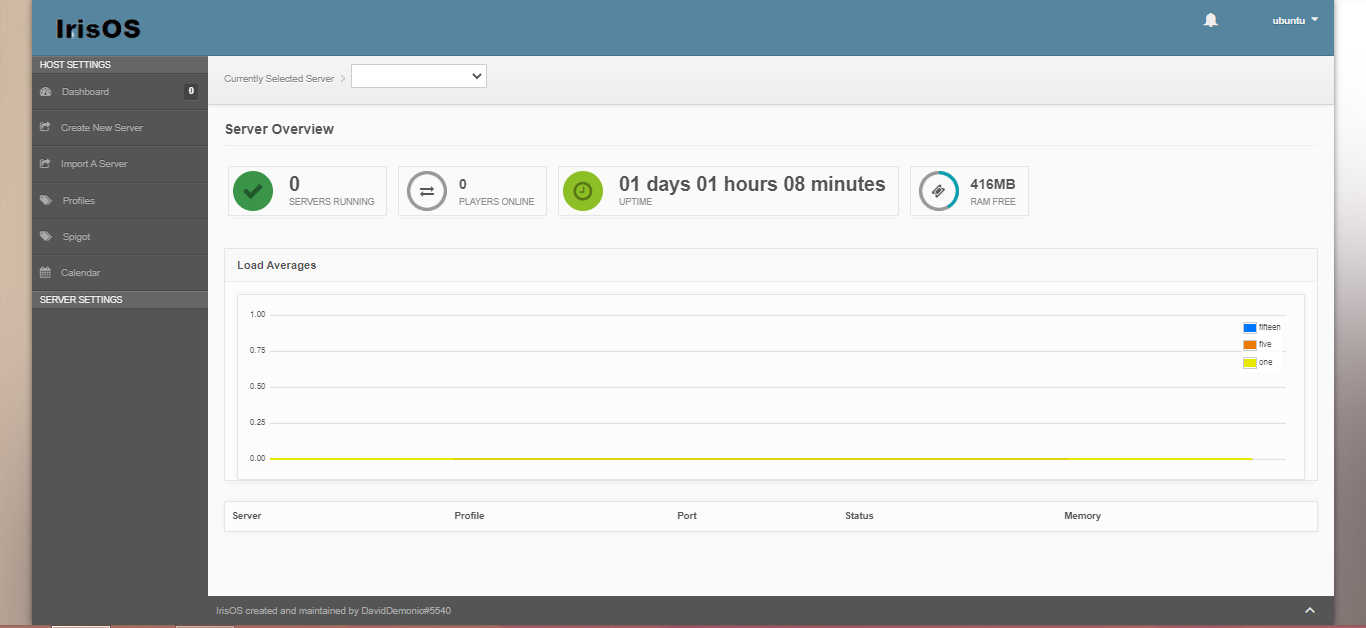 IrisOS
ubuntu
HOST SETTINGS
Dashboard 0
Create New Server
Import A Server
Profiles
Spigot
Calendar
SERVER SETTINGS
Currently Selected Server
Server Overview
0
SERVERS RUNNING
0
PLAYERS ONLINE
01 days 01 hours 08 minutes
UPTIME
416MB
RAM FREE
Load Averages
1.00
0.75
0.50
0.25
0.00
fifteen
five
one
Server Profile Port Status Memory
IrisOS created and maintained by DavidDemonio#5540